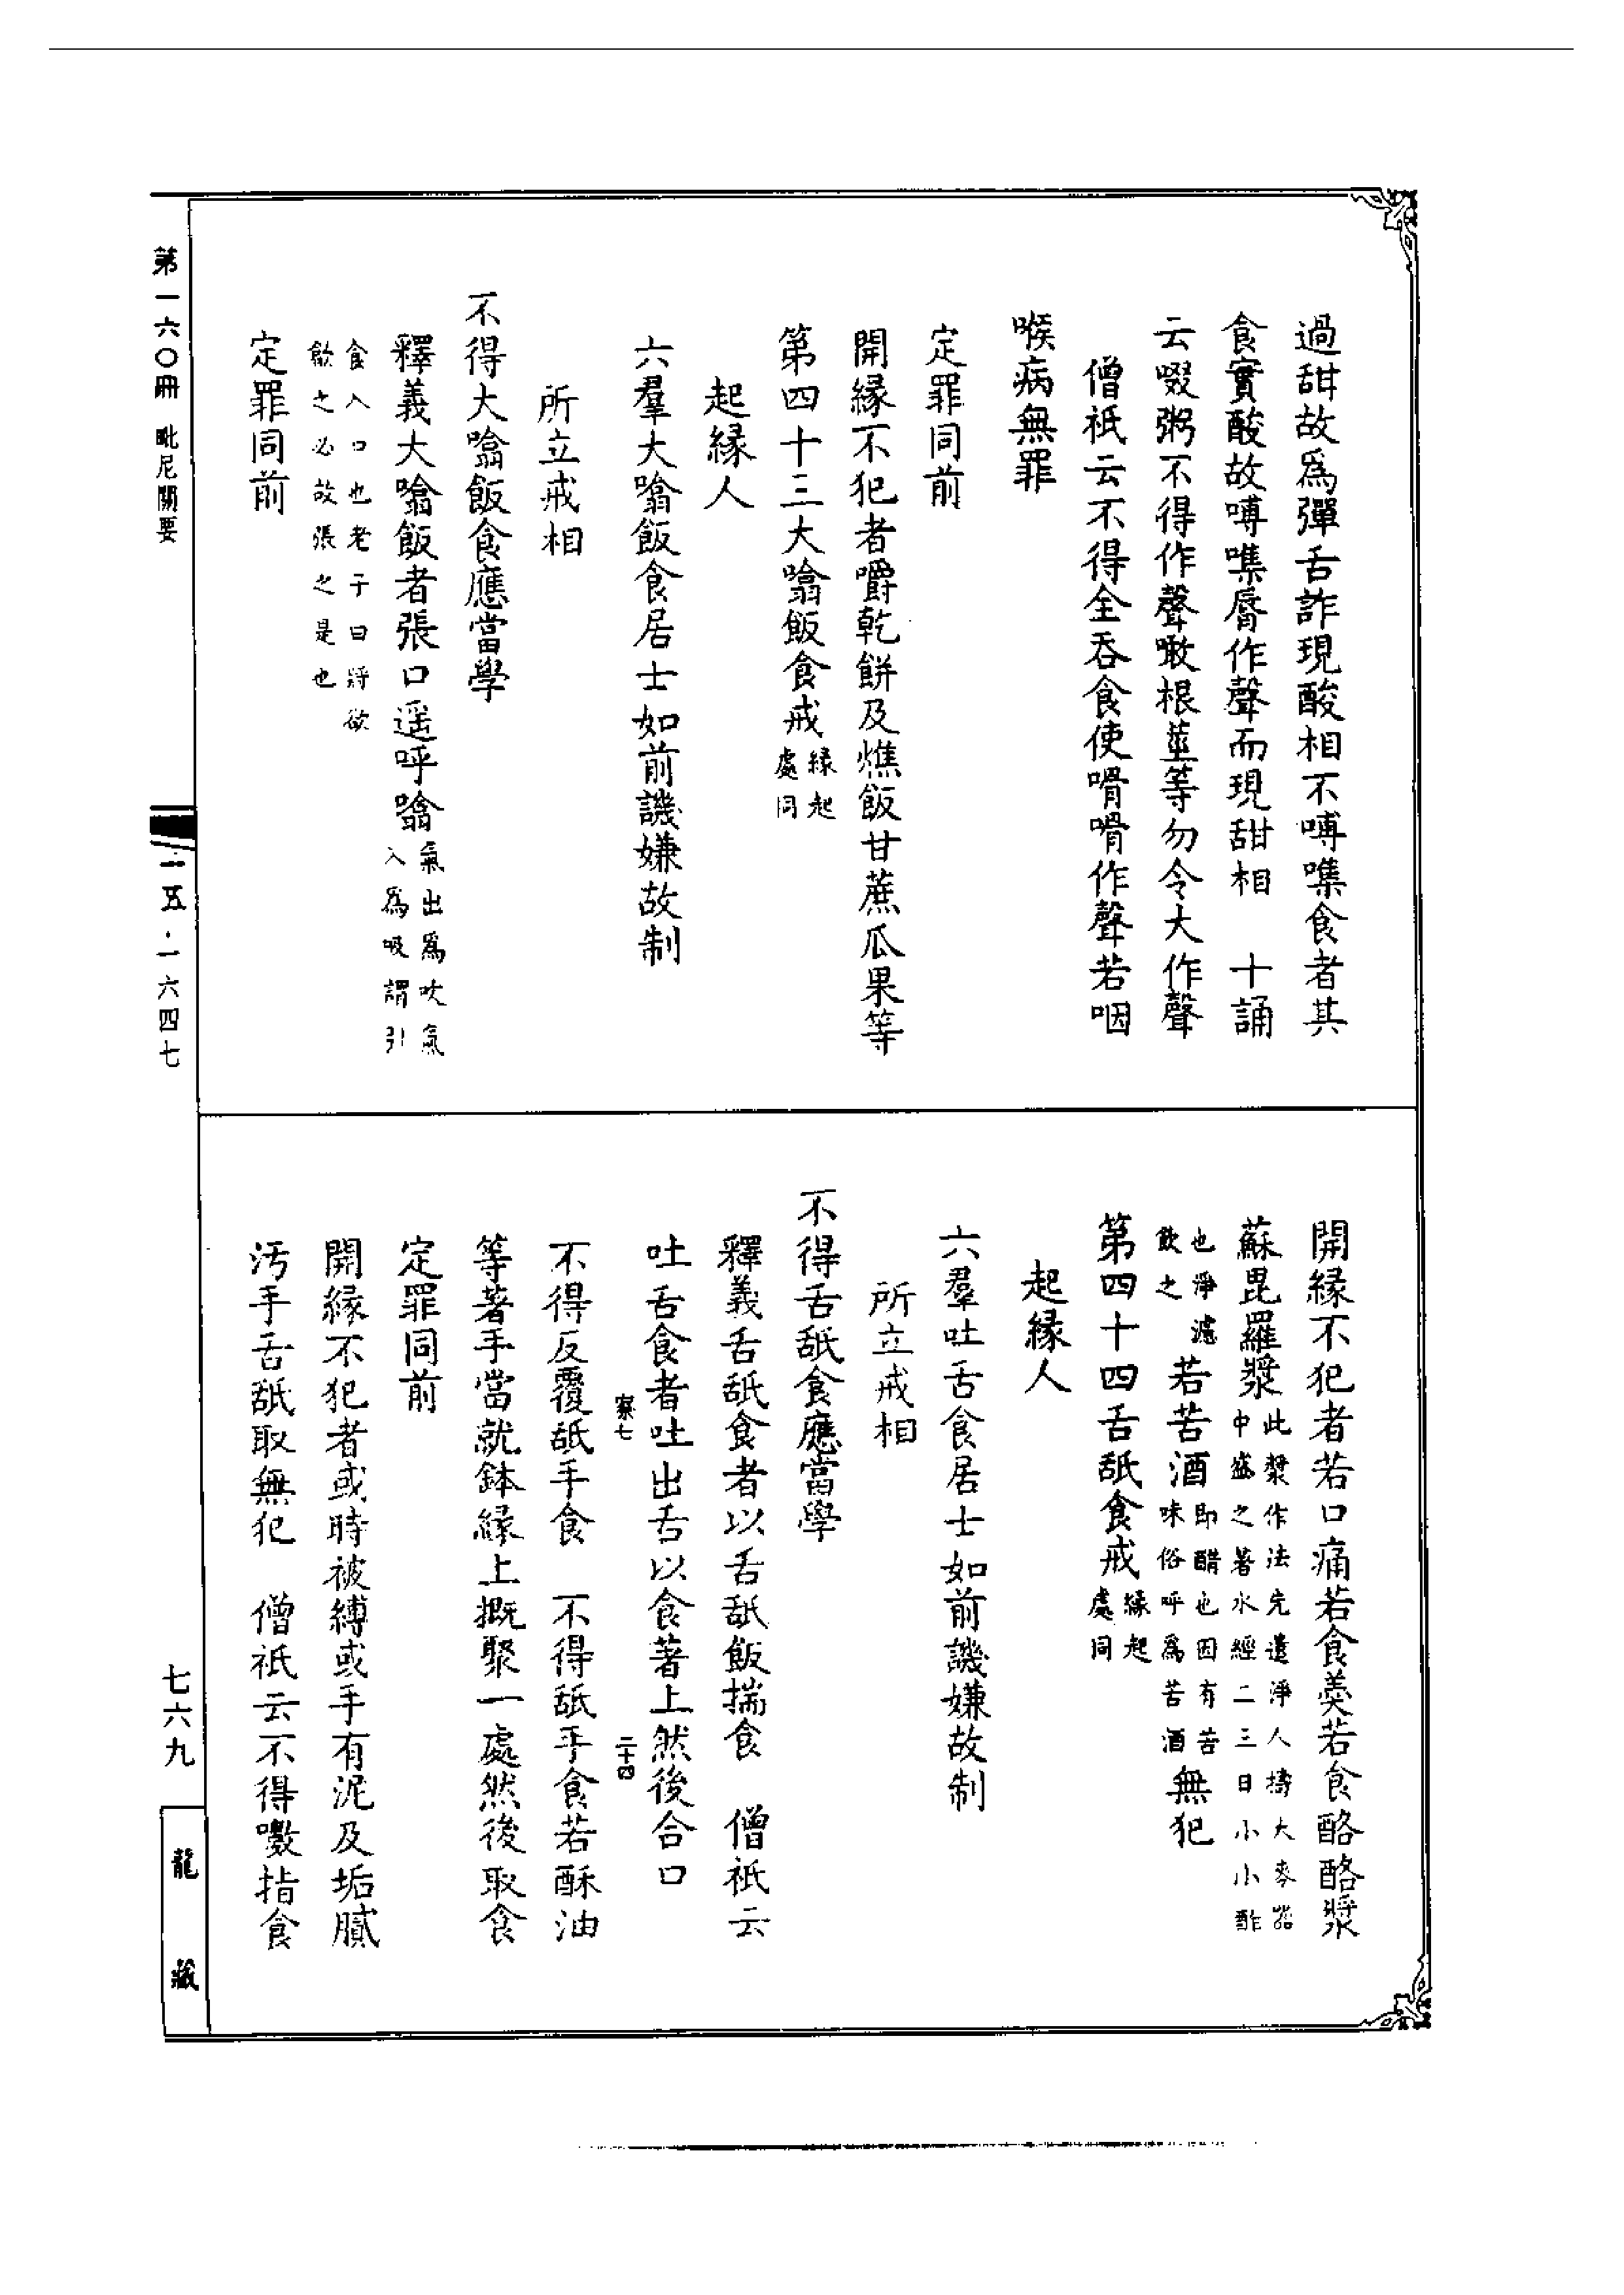 過甜故爲彈舌詐現酸相不嚩㗱食者其
食實酸故嚩㗱脣作聲而現甜相　十誦
云啜粥不得作聲噉根莖等勿令大作聲
僧祇云不得全吞食使嗗嗗作聲若咽
喉病無罪
定罪同前
開緣不犯者嚼乾餅及燋飯甘蔗瓜果等
第四十三大噏飯食戒緣起處同
起緣人
六羣大噏飯食居士如前譏嫌故制
所立戒相
不得大噏飯食應當學
釋義大噏飯者張口遥呼噏氣出爲吹氣入爲吸謂引
食入口也老子曰將欲歙之必故張之是也
定罪同前
開緣不犯者若口痛若食羹若食酪酪漿
蘇毘羅漿此漿作法先遣淨人擣大麥器中盛之著水經二三日小小酢
也淨濾飲之若苦酒即醋也因有苦味俗呼爲苦酒無犯
第四十四舌舐食戒緣起處同
起緣人
六羣吐舌食居士如前譏嫌故制
所立戒相
不得舌舐食應當學
釋義舌舐食者以舌舐飯揣食　僧祇云
吐舌食者吐出舌以食著上然後合口
寮七　二十四
不得反覆舐手食　不得舐手食若酥油
等著手當就鉢緣上概聚一處然後取食
定罪同前
開緣不犯者或時被縛或手有泥及垢膩
汚手舌舐取無犯　僧祇云不得嗽指食
第一六〇冊　毗尼關要
一五·一六四七
七六九
龍藏